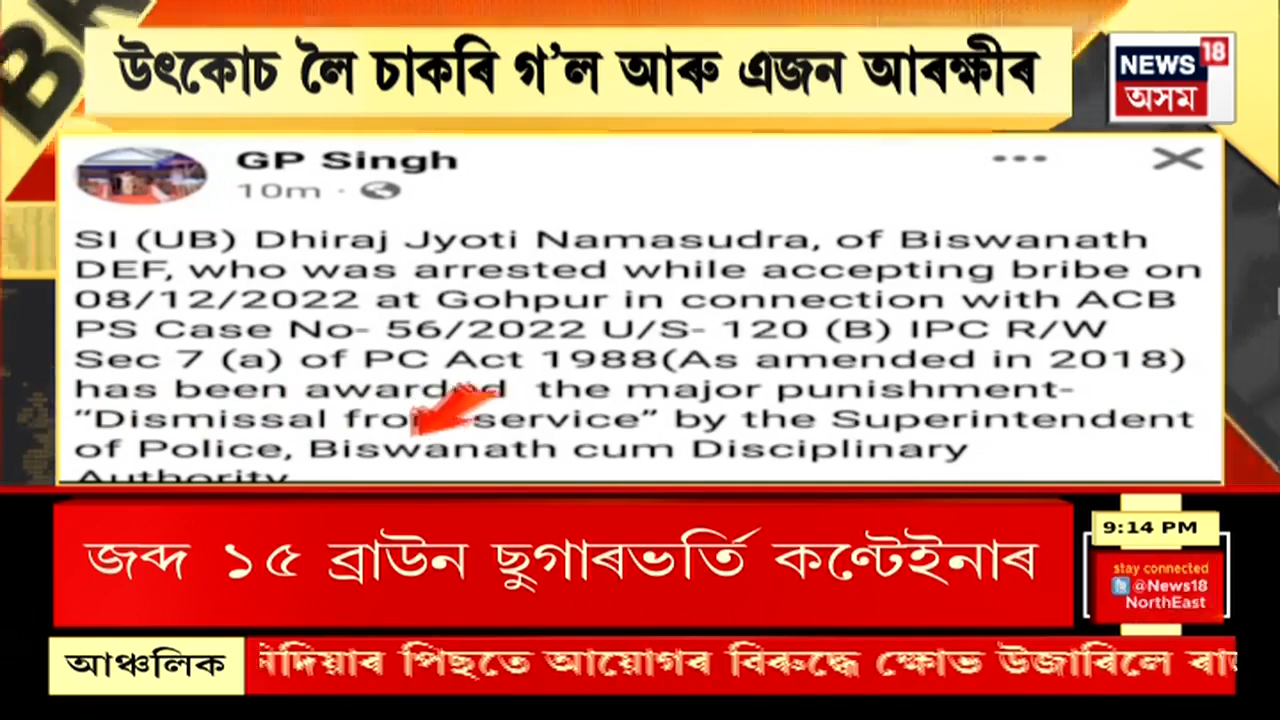 BR
উৎকোচ লৈ চাকৰি গ'ল আৰু এজন আৰক্ষীৰ
NEWS 18
অসম
GP Singh
10m ·
SI (UB) Dhiraj Jyoti Namasudra, of Biswanath
DEF, who was arrested while accepting bribe on
08/12/2022 at Gohpur in connection with ACB
PS Case No- 56/2022 U/S- 120 (B) IPC R/W
Sec 7 (a) of PC Act 1988(As amended in 2018)
has been awarded the major punishment-
“Dismissal from service” by the Superintendent
of Police, Biswanath cum Disciplinary
Authority
জব্দ ১৫ ব্ৰাউন ছুগাৰভৰ্তি কণ্টেইনাৰ
9:14 PM
stay connected
@News18
NorthEast
আঞ্চলিক
পিছতে আয়োগৰ বিৰুদ্ধে ক্ষোভ উজাৰিলে